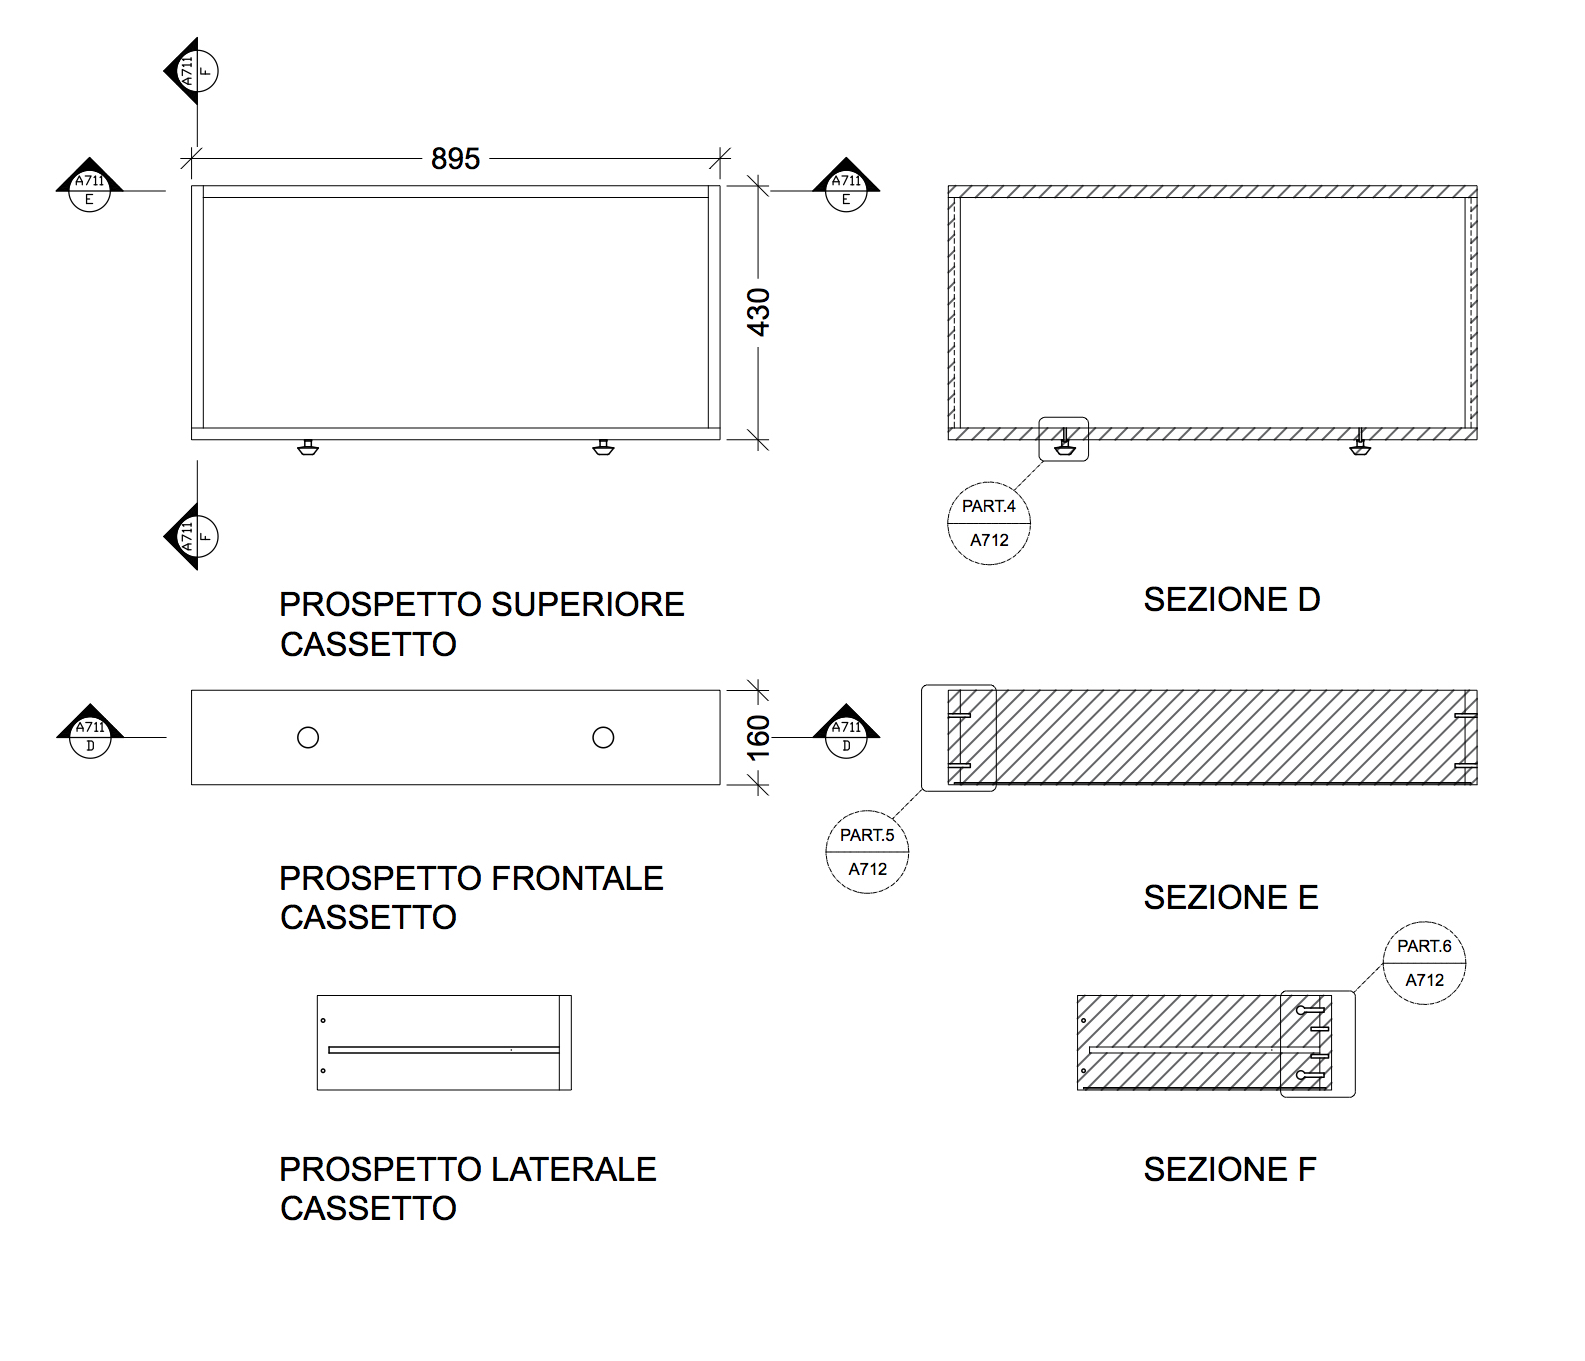 A711
F
895
A711
E
A711
E
430
A711
F
PART.4
A712
PROSPETTO SUPERIORE
CASSETTO
SEZIONE D
A711
D
160
A711
D
PART.5
A712
PROSPETTO FRONTALE
CASSETTO
SEZIONE E
PART.6
A712
PROSPETTO LATERALE
CASSETTO
SEZIONE F